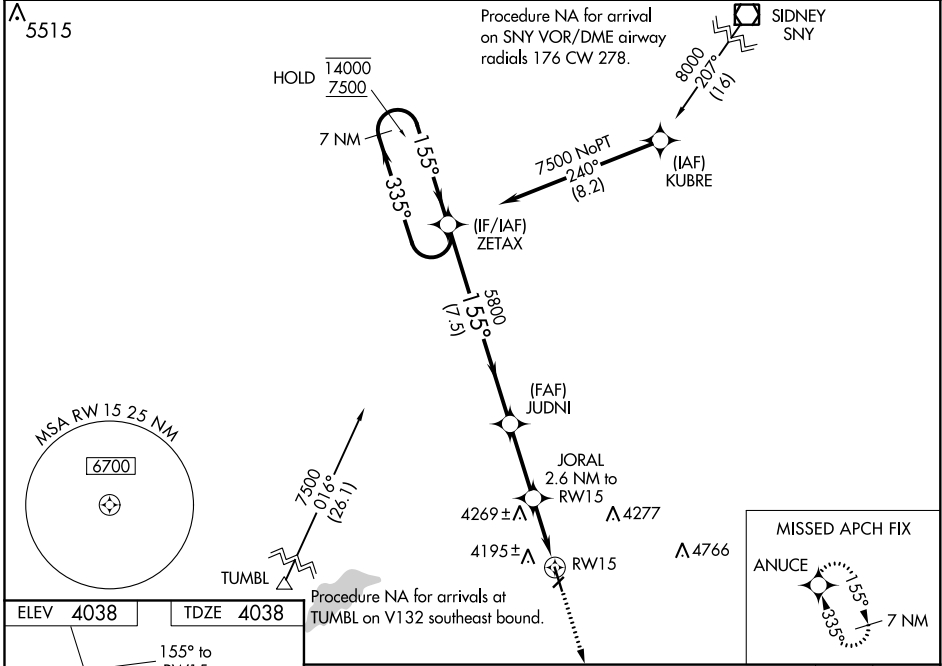 5515
Procedure NA for arrival
on SNY VOR/DME airway
radials 176 CW 278.
SIDNEY
SNY
8000
207°
(16)
HOLD
14000
7500
7 NM
155°
335°
7500 NoPT
240°
(8.2)
(IAF)
KUBRE
(IF/IAF)
ZETAX
5800
155°
(7.5)
(FAF)
JUDNI
MSA RW 15 25 NM
6700
7500
016°
(26.1)
JORAL
2.6 NM to
RW15
4269±
4277
4195±
RW15
4766
TUMBL
Procedure NA for arrivals at
TUMBL on V132 southeast bound.
MISSED APCH FIX
ANUCE
155°
335°
7 NM
ELEV 4038
TDZE 4038
155° to